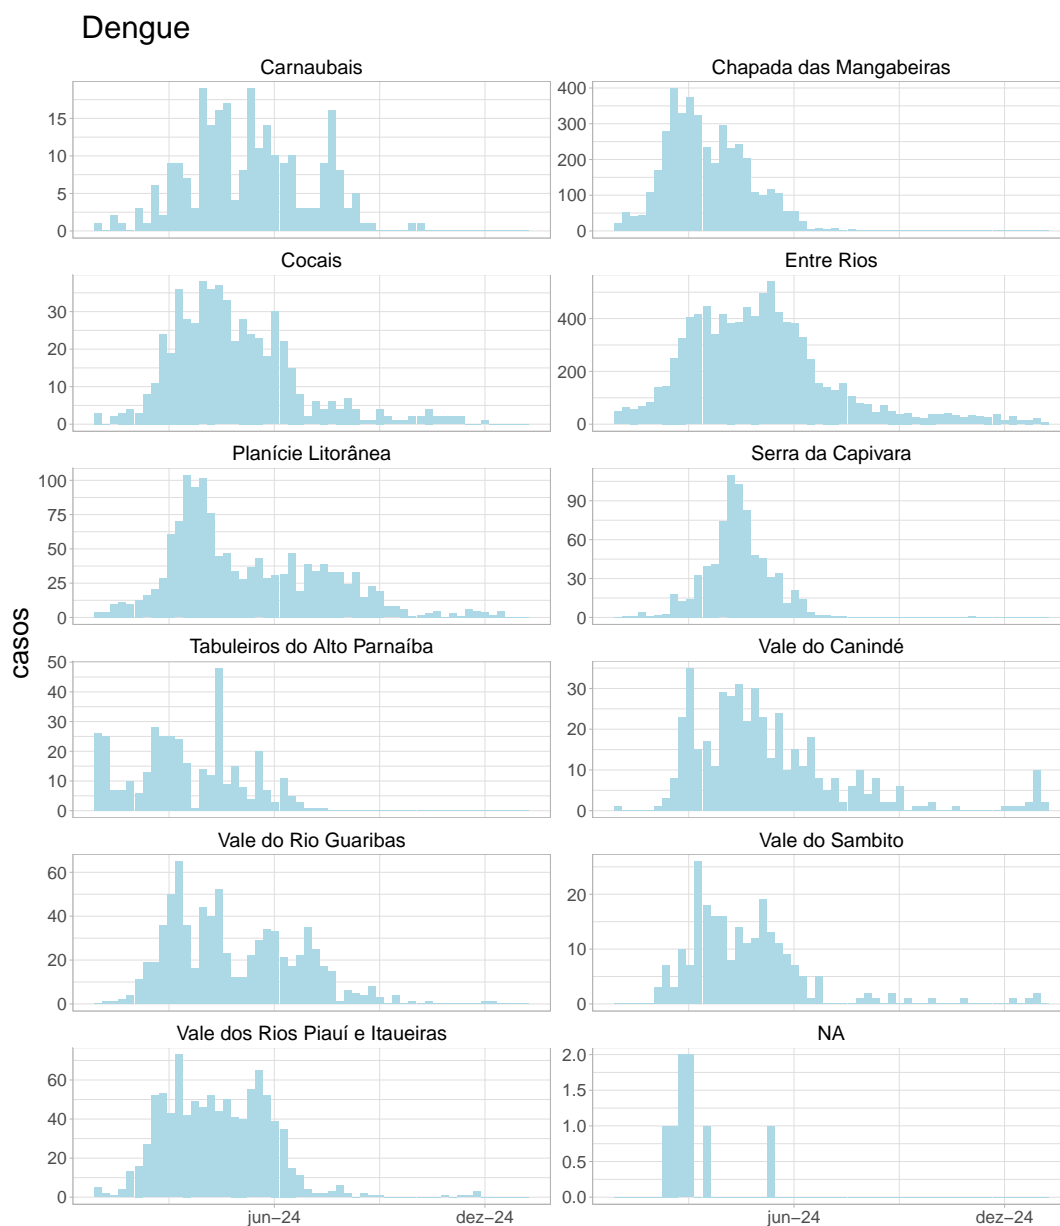 Dengue
Carnaubais
Chapada das Mangabeiras
15
10
5
0
400
300
200
100
0
Cocais
Entre Rios
30
20
10
0
400
200
0
Planície Litorânea
Serra da Capivara
100
75
50
25
0
90
60
30
0
casos
Tabuleiros do Alto Parnaíba
Vale do Canindé
50
40
30
20
10
0
30
20
10
0
Vale do Rio Guaribas
Vale do Sambito
60
40
20
0
20
10
0
Vale dos Rios Piauí e Itaueiras
NA
60
40
20
0
2.0
1.5
1.0
0.5
0.0
jun−24
dez−24
jun−24
dez−24